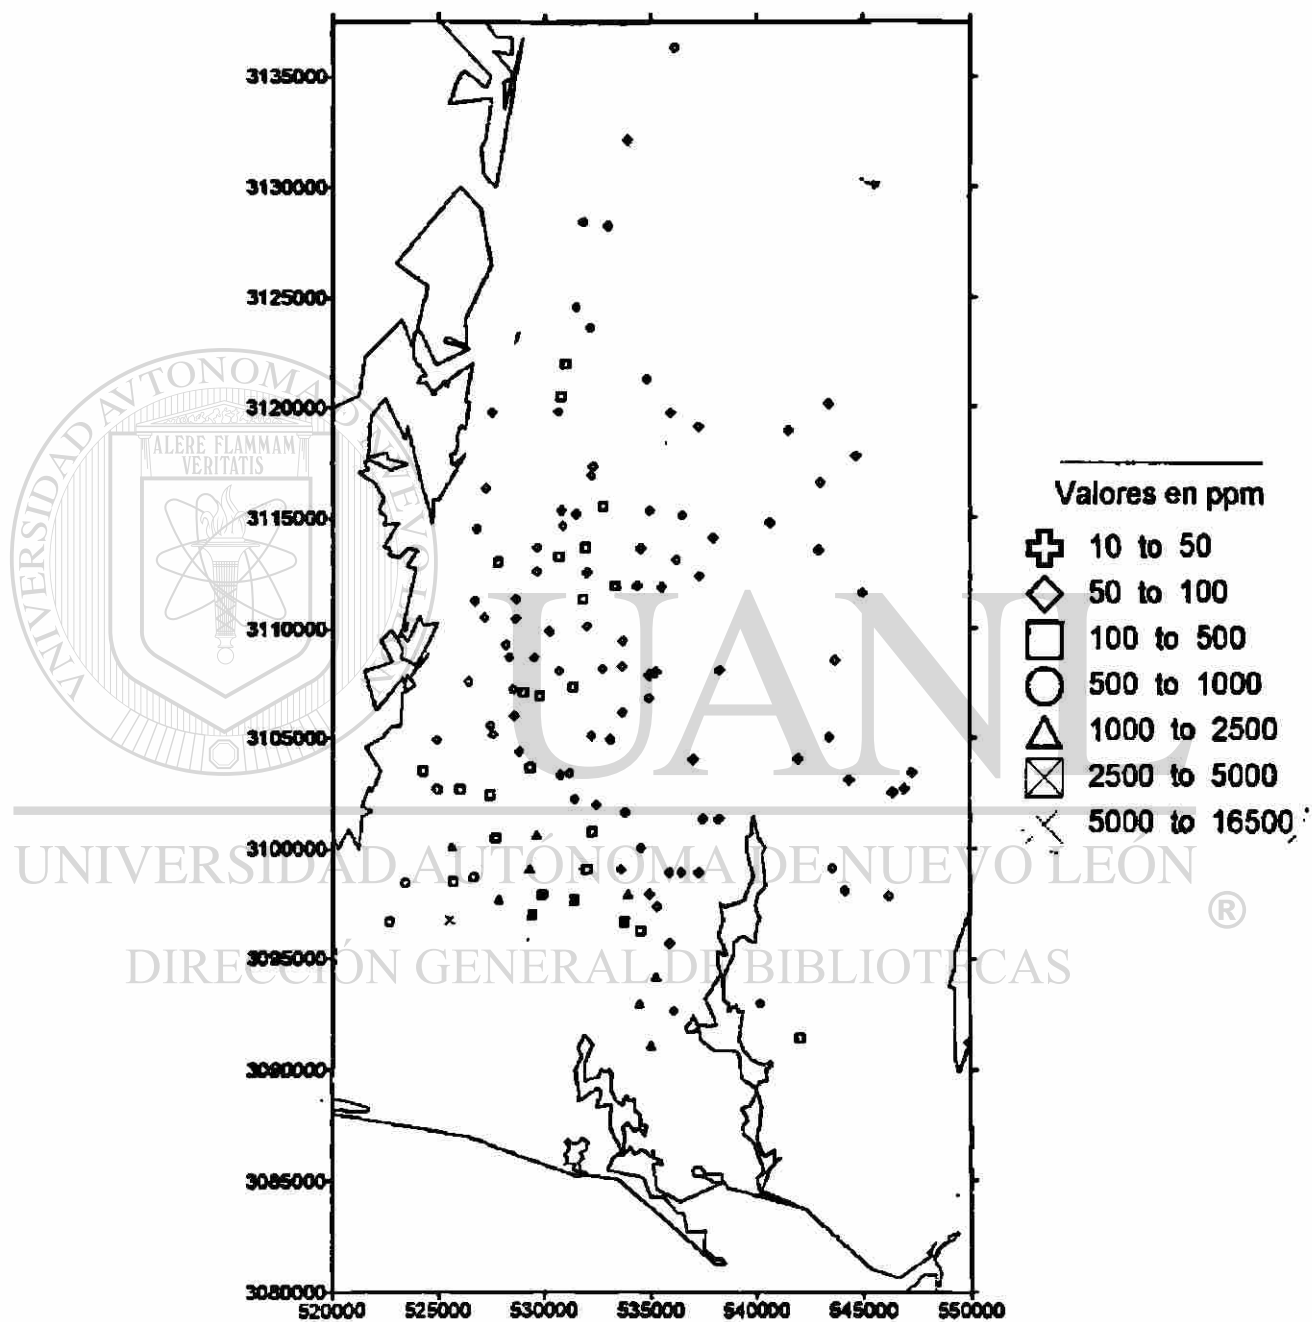 3135000
3130000
3125000
3120000
3115000
3110000
3105000
3100000
3095000
3090000
3085000
3080000
520000 525000 530000 535000 540000 545000 550000
Valores en ppm
10 to 50
50 to 100
100 to 500
500 to 1000
1000 to 2500
2500 to 5000
5000 to 16500
ALERE FLAMMAM
VERITATIS
UANL
UNIVERSIDAD AUTÓNOMA DE NUEVO LEÓN
®
DIRECCIÓN GENERAL DE BIBLIOTECAS